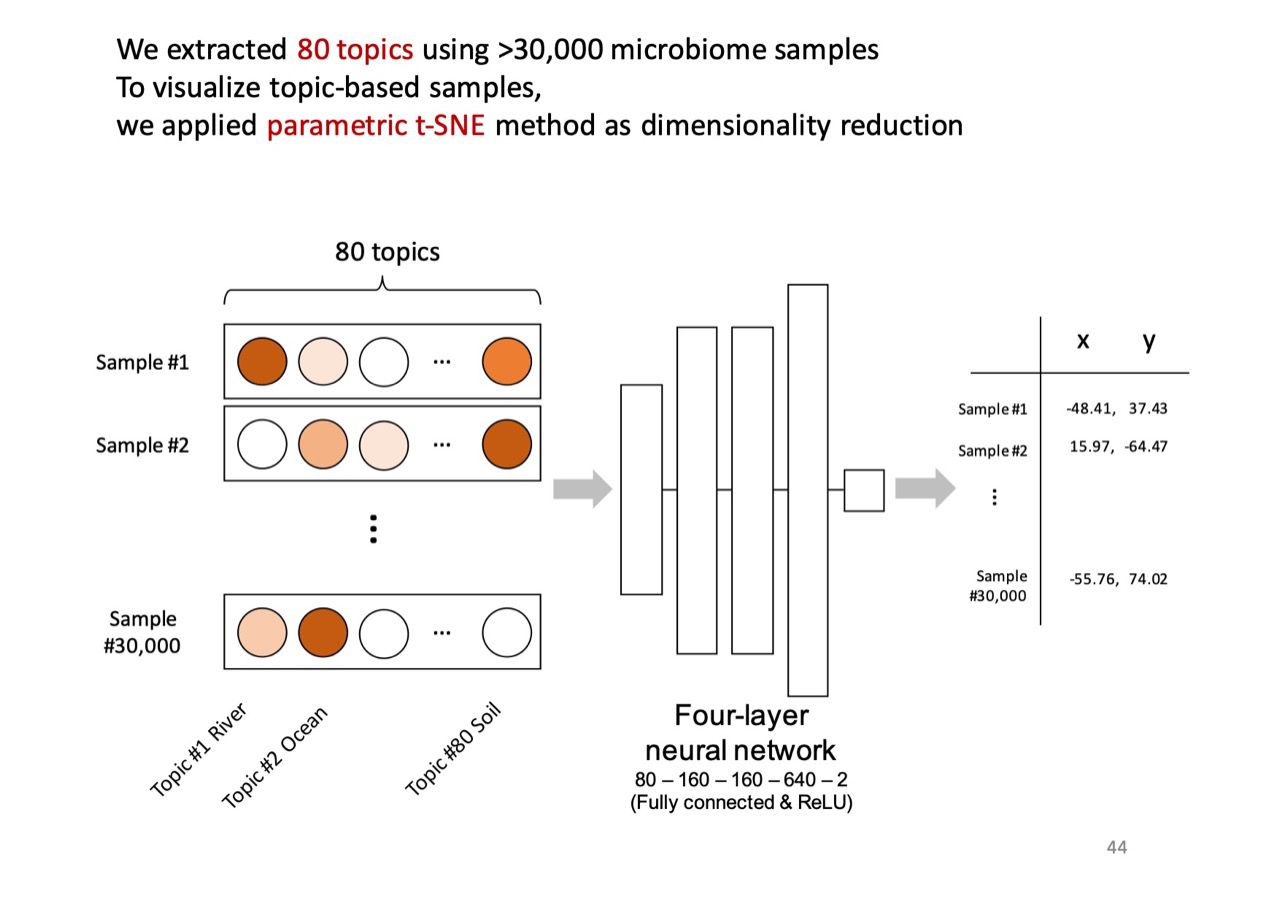 We extracted 80 topics using >30,000 microbiome samples
To visualize topic-based samples,
we applied parametric t-SNE method as dimensionality reduction
80 topics
Sample #1
...
Sample #2
...
⋮
Sample
#30,000
...
Topic #1 River
Topic #2 Ocean
Topic #80 Soil
Four-layer
neural network
80 – 160 – 160 – 640 – 2
(Fully connected & ReLU)
x y
Sample #1 -48.41, 37.43
Sample #2 15.97, -64.47
⋮
Sample
#30,000 -55.76, 74.02
44